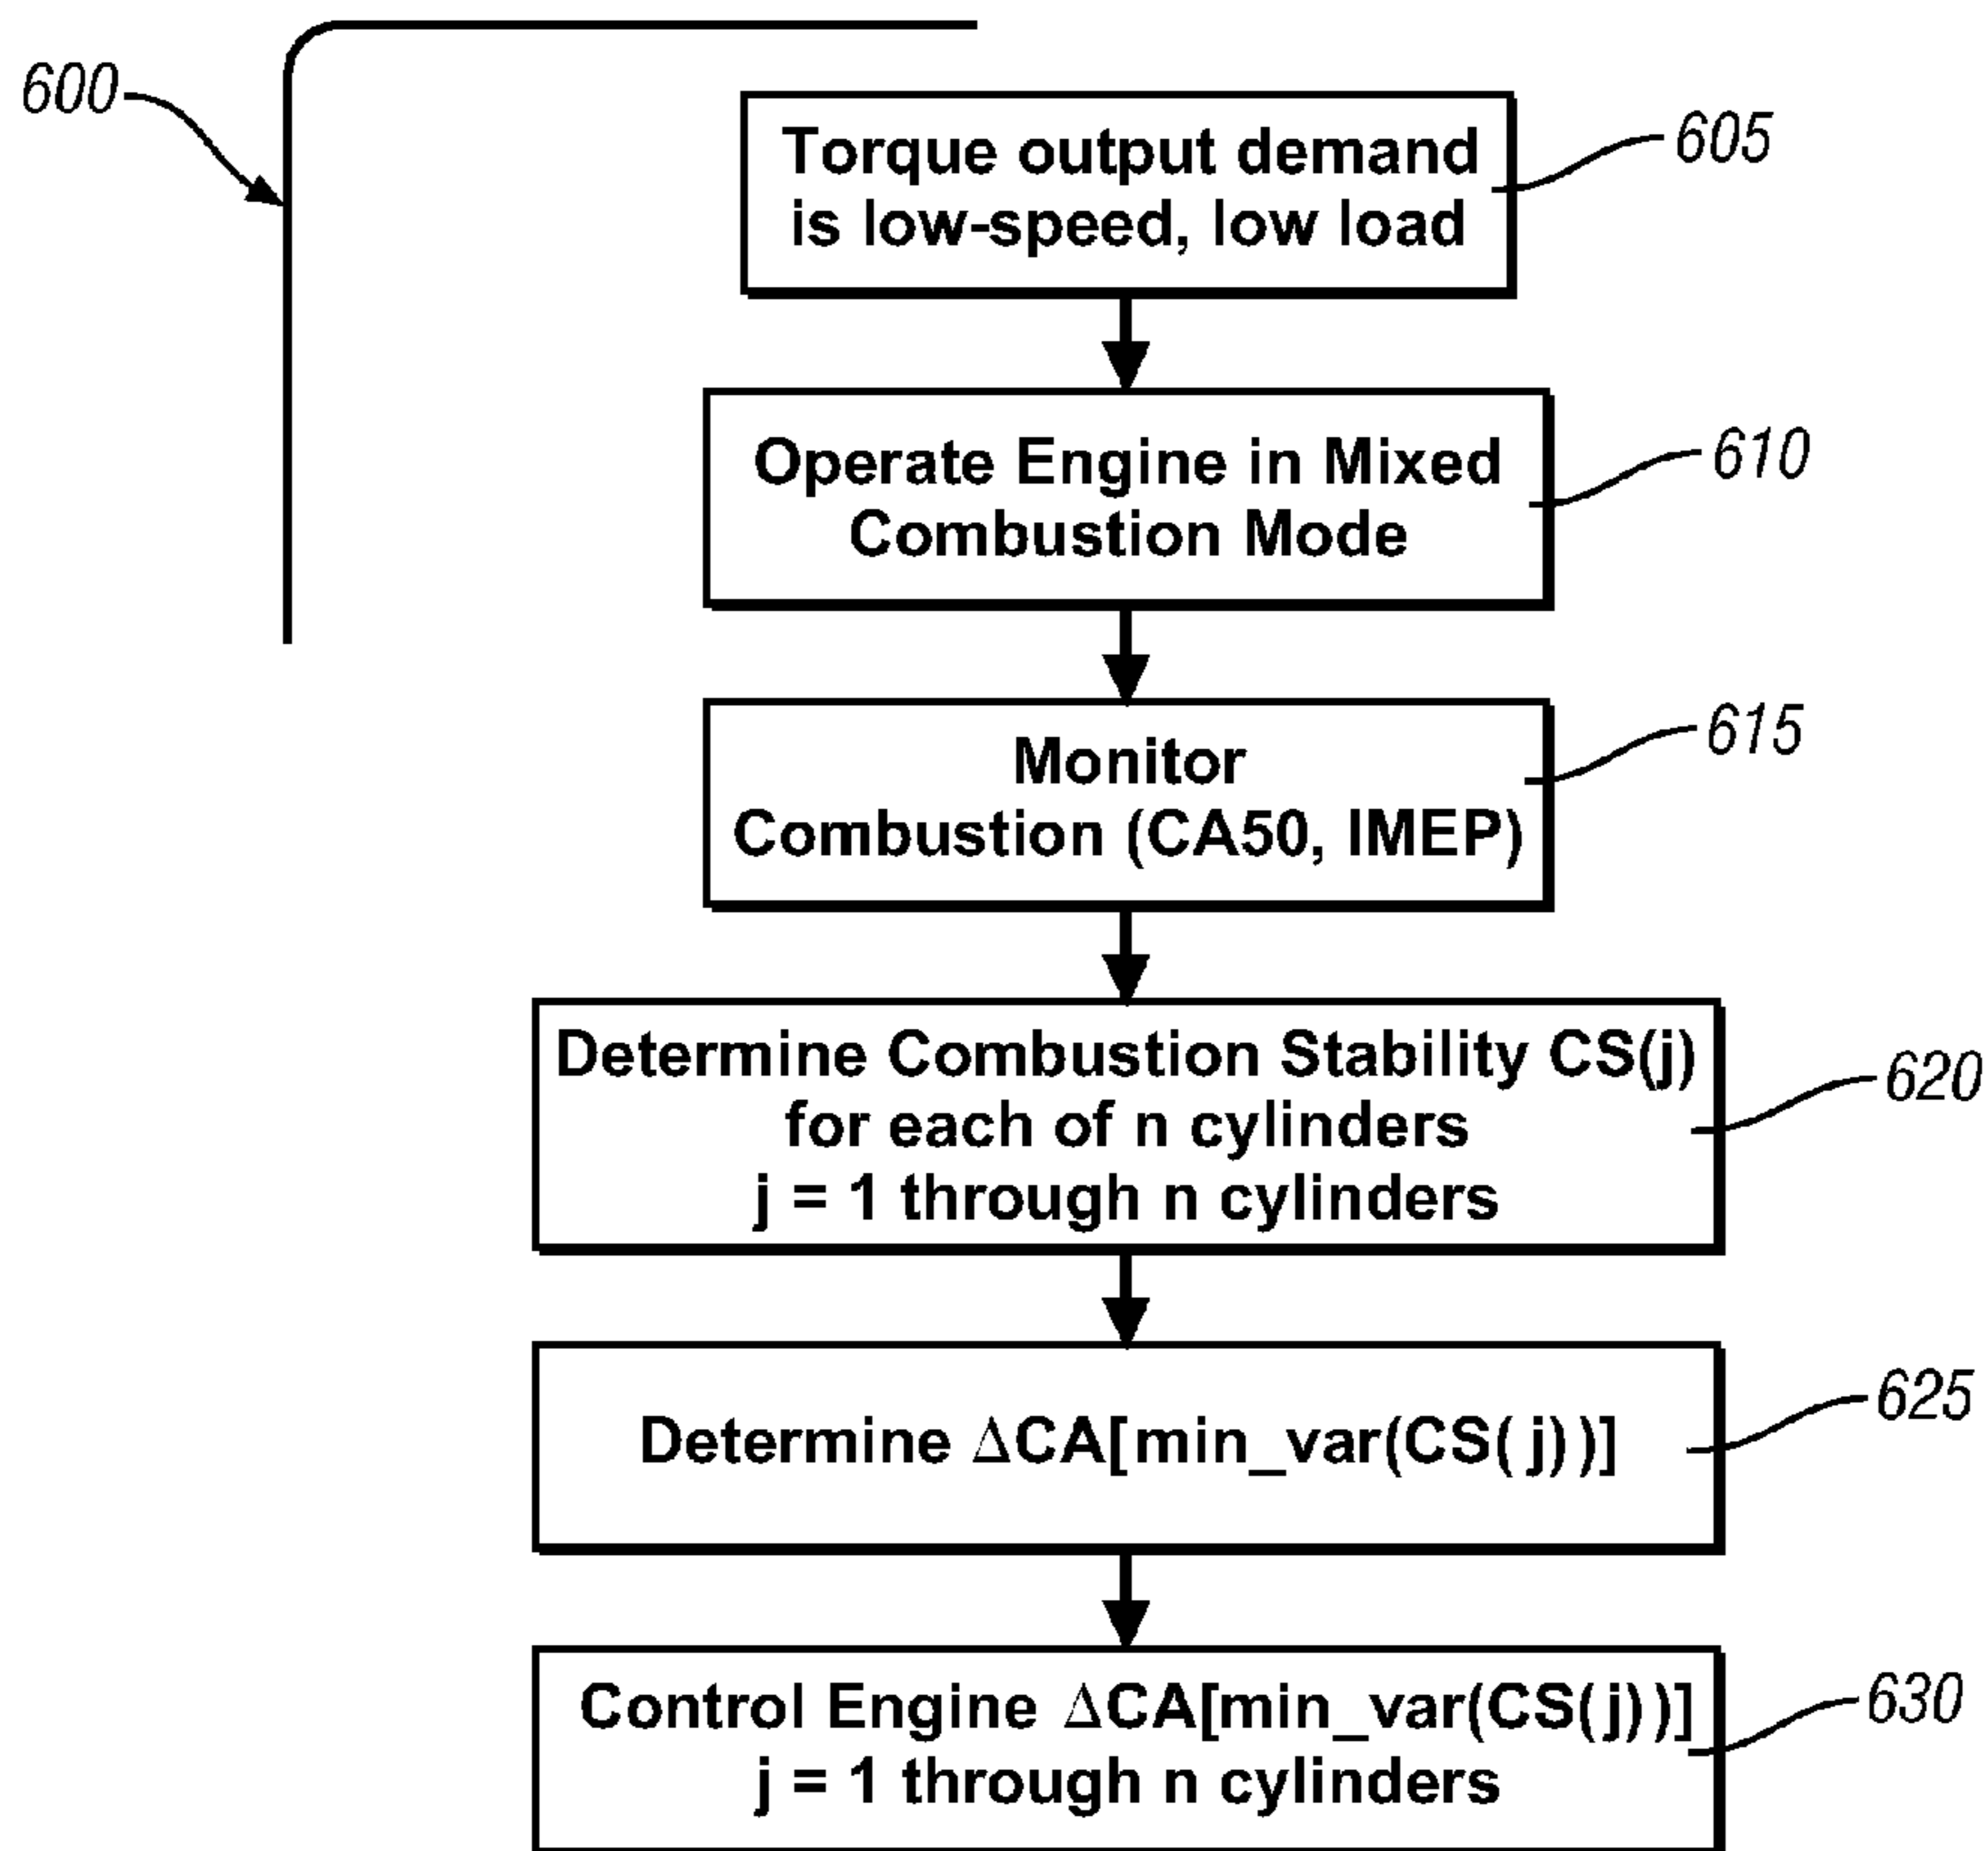 600
Torque output demand
is low-speed, low load
605
Operate Engine in Mixed
Combustion Mode
610
Monitor
Combustion (CA50, IMEP)
615
Determine Combustion Stability CS(j)
for each of n cylinders
j = 1 through n cylinders
620
Determine ΔCA[min_var(CS(j))]
625
Control Engine ΔCA[min_var(CS(j))]
j = 1 through n cylinders
630